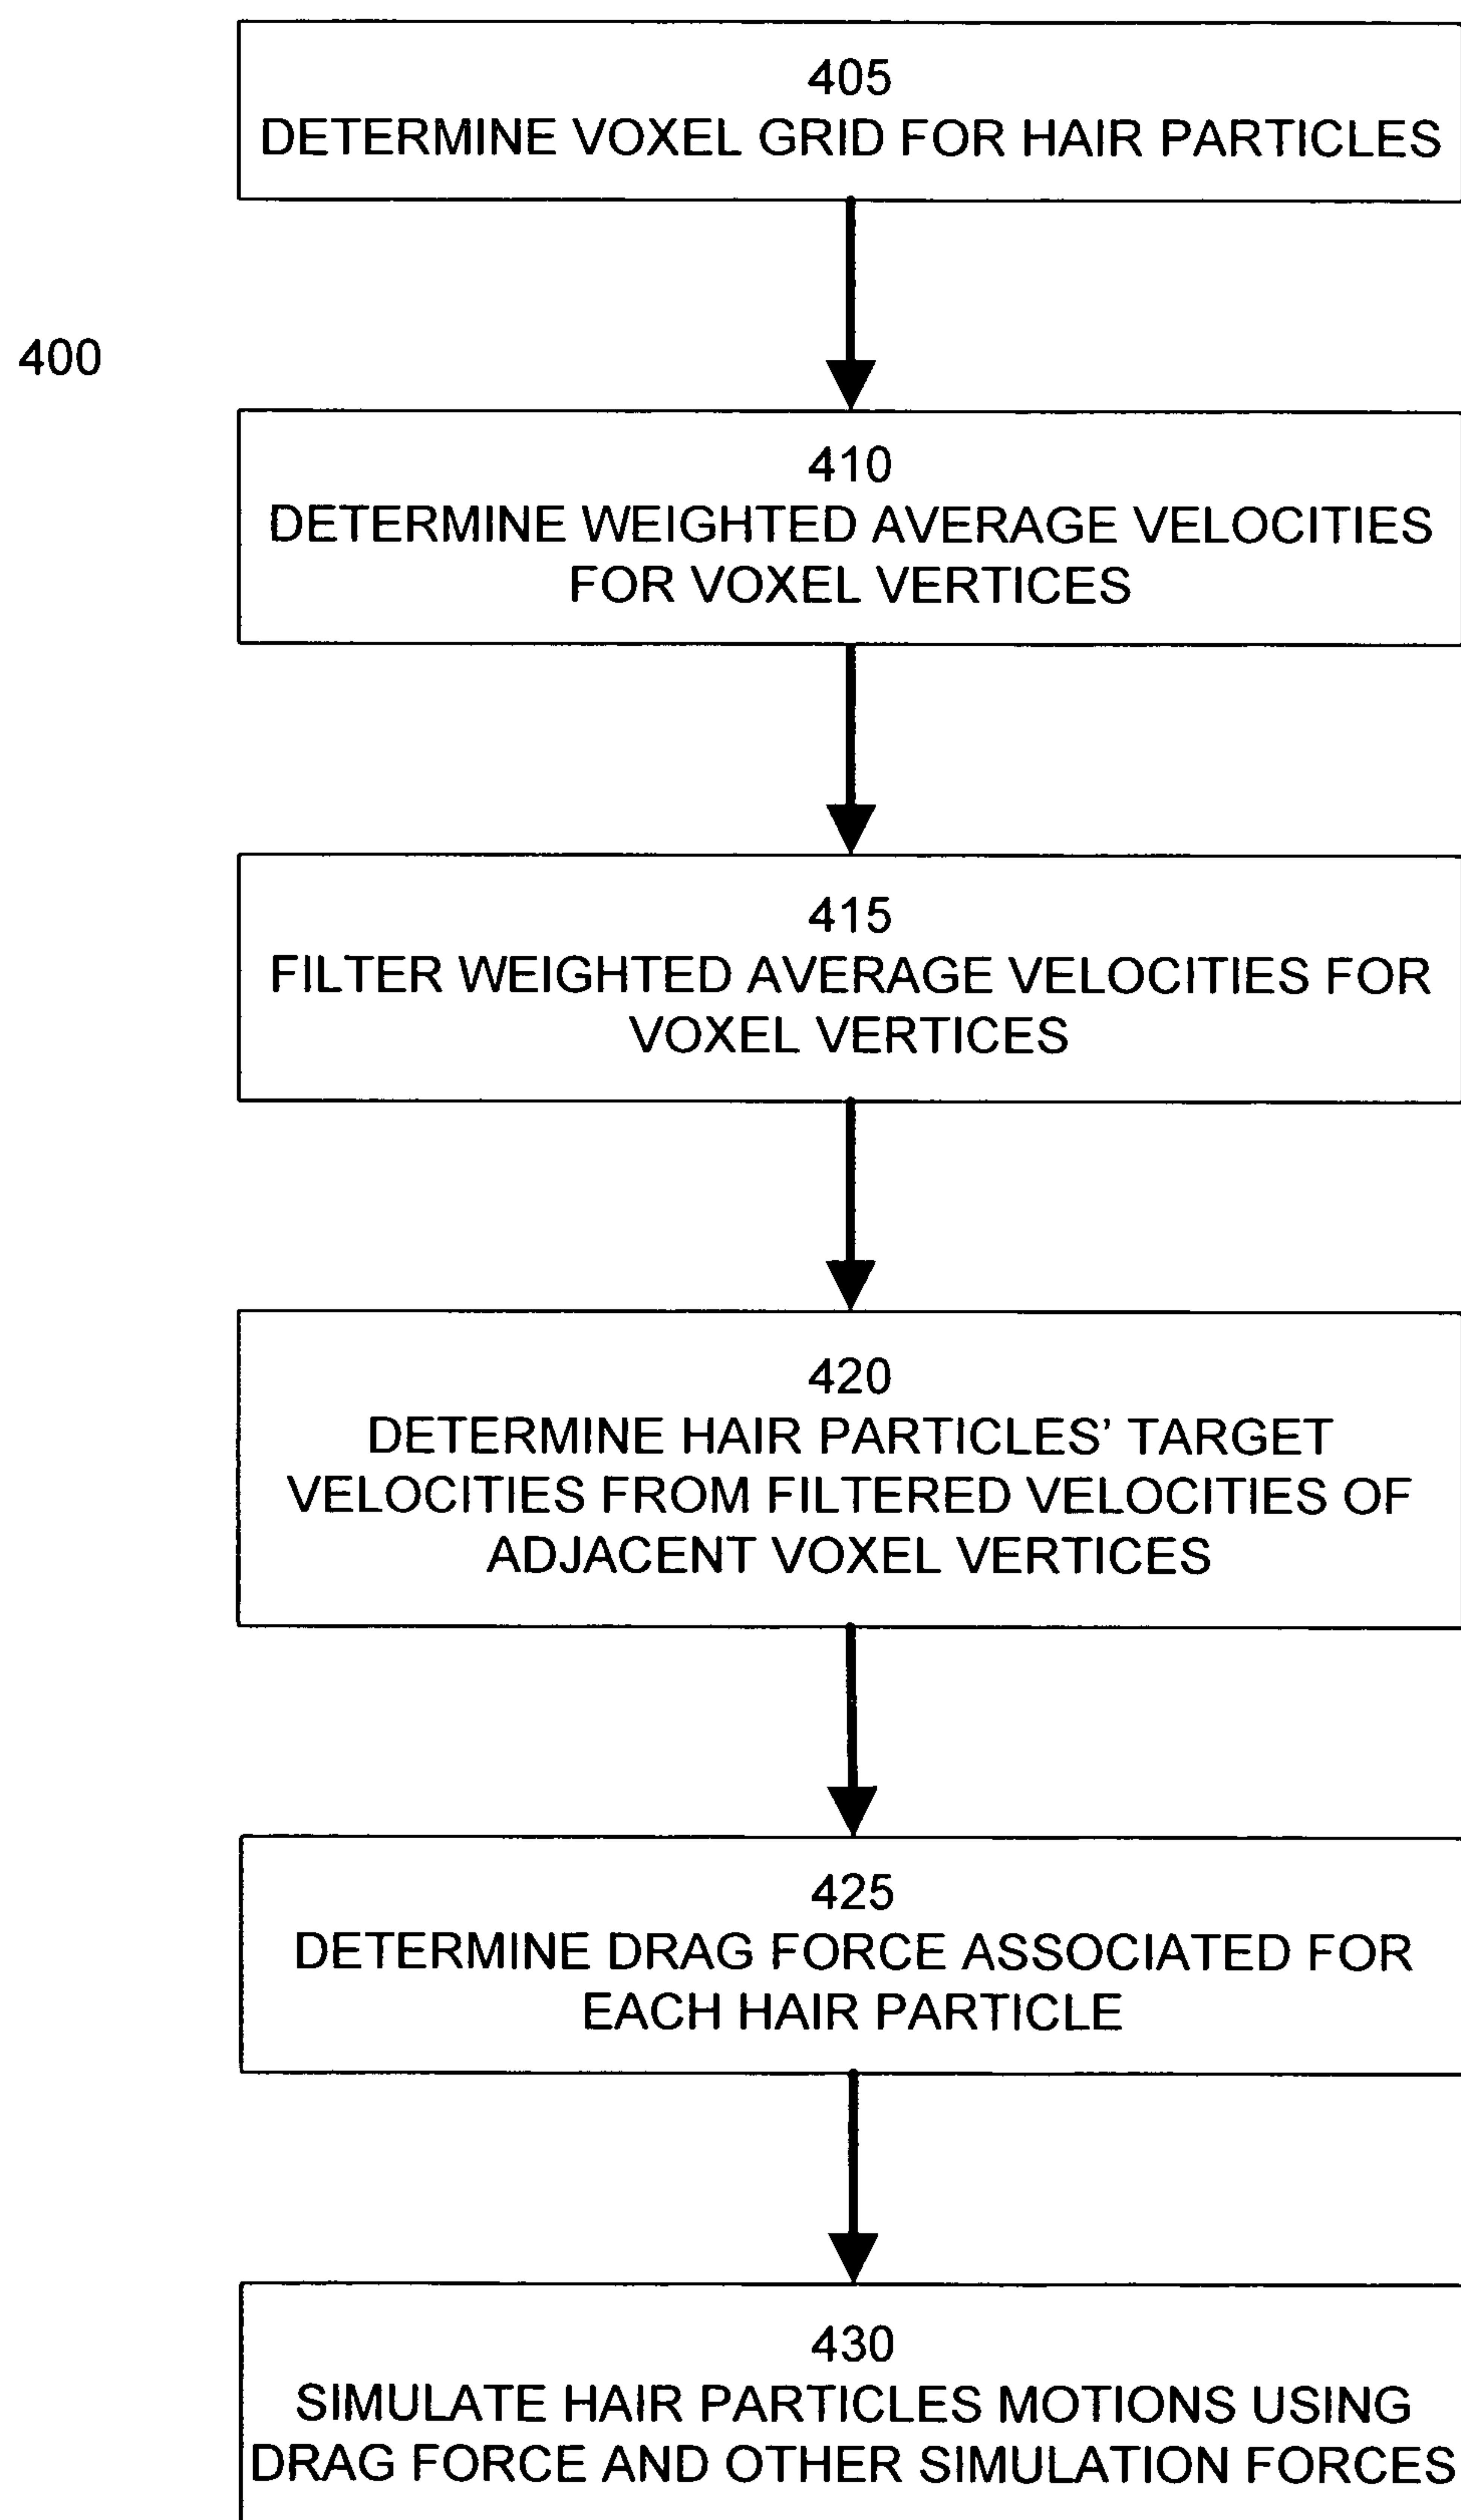 405
DETERMINE VOXEL GRID FOR HAIR PARTICLES
400
410
DETERMINE WEIGHTED AVERAGE VELOCITIES
FOR VOXEL VERTICES
415
FILTER WEIGHTED AVERAGE VELOCITIES FOR
VOXEL VERTICES
420
DETERMINE HAIR PARTICLES' TARGET
VELOCITIES FROM FILTERED VELOCITIES OF
ADJACENT VOXEL VERTICES
425
DETERMINE DRAG FORCE ASSOCIATED FOR
EACH HAIR PARTICLE
430
SIMULATE HAIR PARTICLES MOTIONS USING
DRAG FORCE AND OTHER SIMULATION FORCES